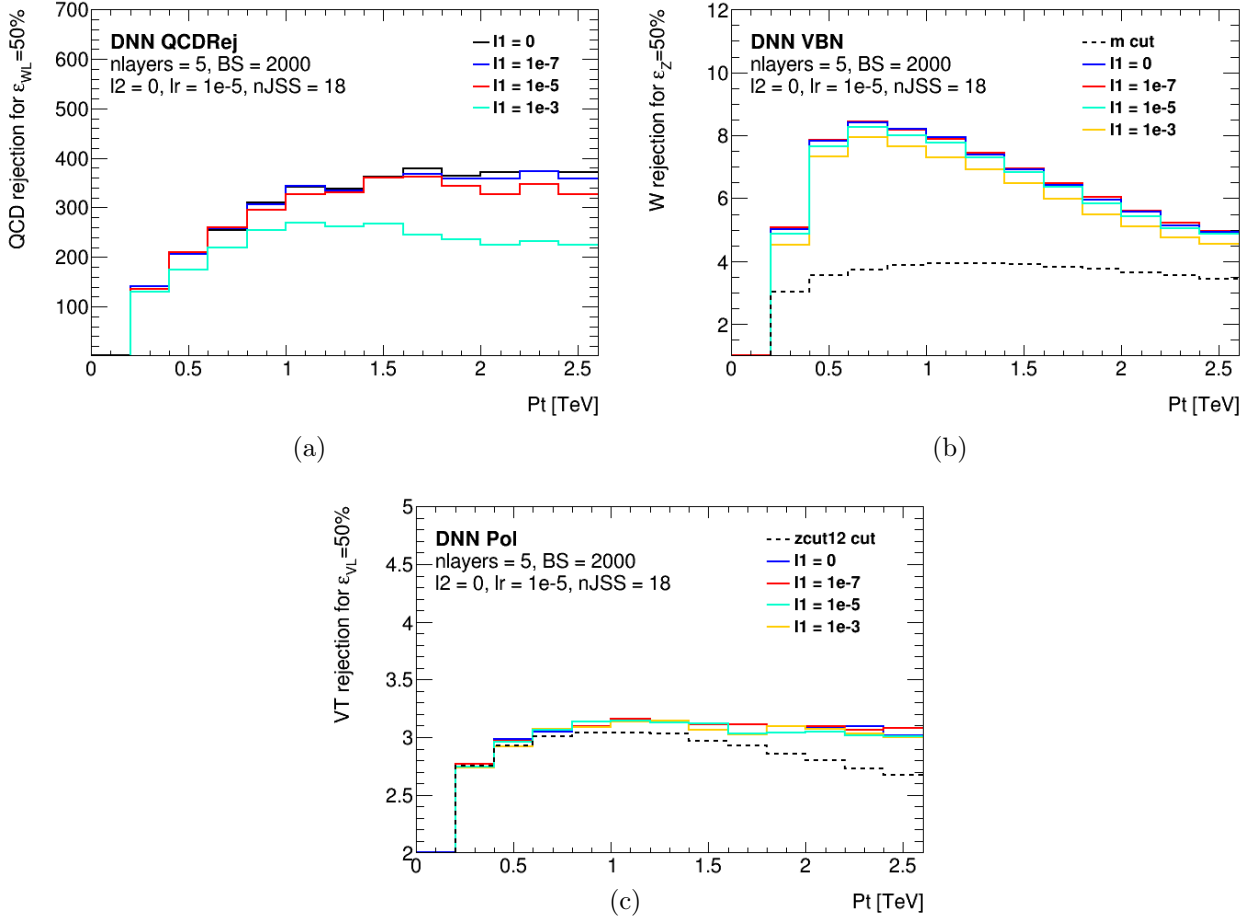 DNN QCDRej
nlayers = 5, BS = 2000
l2 = 0, lr = 1e-5, nJSS = 18
l1 = 0
l1 = 1e-7
l1 = 1e-5
l1 = 1e-3
QCD rejection for ε_WL=50%
700
600
500
400
300
200
100
0 0.5 1 1.5 2 2.5
Pt [TeV]
(a)
DNN VBN
nlayers = 5, BS = 2000
l2 = 0, lr = 1e-5, nJSS = 18
m cut
l1 = 0
l1 = 1e-7
l1 = 1e-5
l1 = 1e-3
W rejection for ε_Z=50%
12
10
8
6
4
2
0 0.5 1 1.5 2 2.5
Pt [TeV]
(b)
DNN Pol
nlayers = 5, BS = 2000
l2 = 0, lr = 1e-5, nJSS = 18
zcut12 cut
l1 = 0
l1 = 1e-7
l1 = 1e-5
l1 = 1e-3
VT rejection for ε_VL=50%
5
4.5
4
3.5
3
2.5
2
0 0.5 1 1.5 2 2.5
Pt [TeV]
(c)